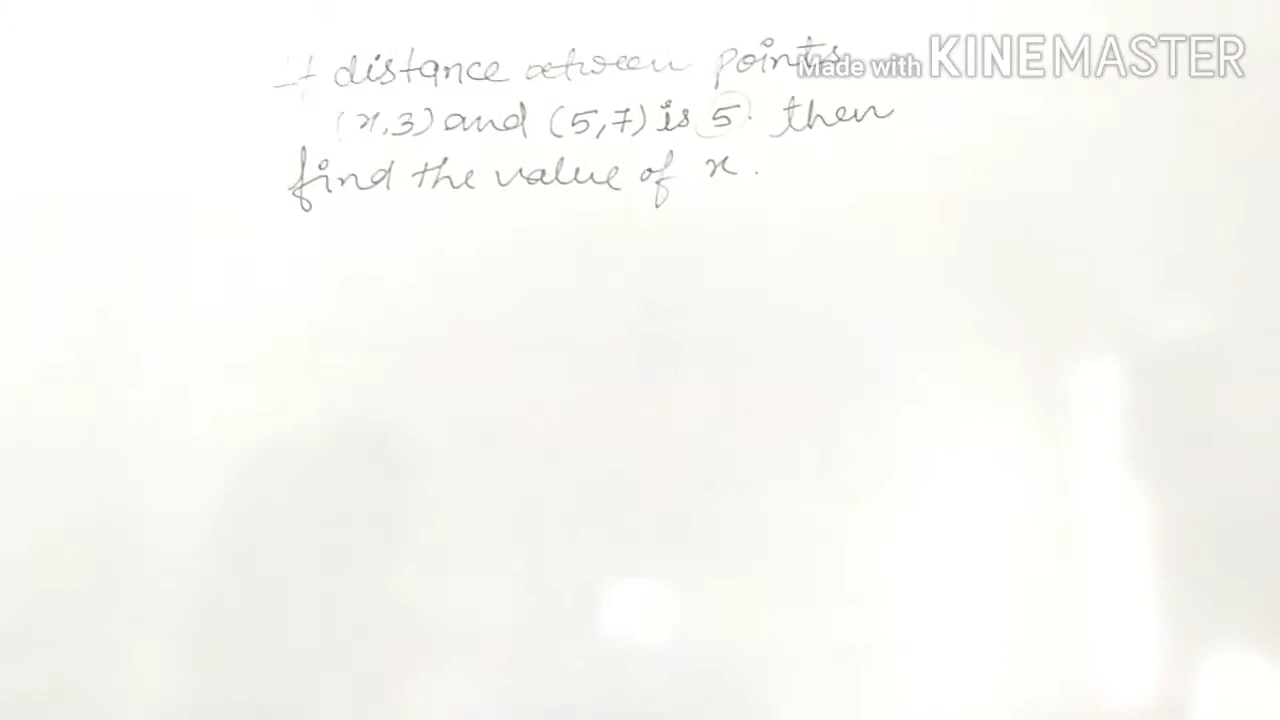 If distance between points
Made with KINEMASTER
(x,3) and (5,7) is 5. then
find the value of x.